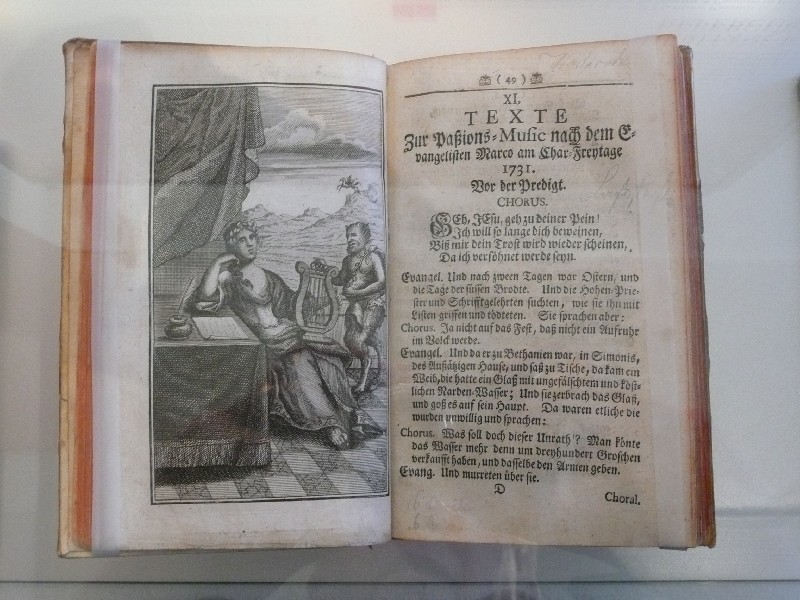 ( 49 )
XI.
TEXTE
Zur Paßions-Music nach dem E-
vangelisten Marco am Char-Freytage
1731.
Vor der Predigt.
CHORUS.
GEh, JEsu, geh zu deiner Pein!
Ich will so lange dich beweinen,
Biß mir dein Trost wird wieder scheinen,
Da ich versöhnet werde seyn.
Evangel. Und nach zween Tagen war Ostern, und
die Tage der süssen Brodte. Und die Hohen-Prie-
ster und Schrifftgelehrten suchten, wie sie ihn mit
Listen griffen und tödteten. Sie sprachen aber:
Chorus. Ja nicht auf das Fest, daß nicht ein Aufruhr
im Volck werde.
Evangel. Und da er zu Bethanien war, in Simonis,
des Außätzigen Hause, und saß zu Tische, da kam ein
Weib, die hatte ein Glaß mit ungefälschtem und köst-
lichen Narden-Wasser; Und sie zerbrach das Glaß,
und goß es auf sein Haupt. Da waren etliche die
wurden unwillig und sprachen:
Chorus. Was soll doch dieser Unrath? Man könte
das Wasser mehr denn um dreyhundert Groschen
verkaufft haben, und dasselbe den Armen geben.
Evang. Und murreten über sie.
D
Choral.